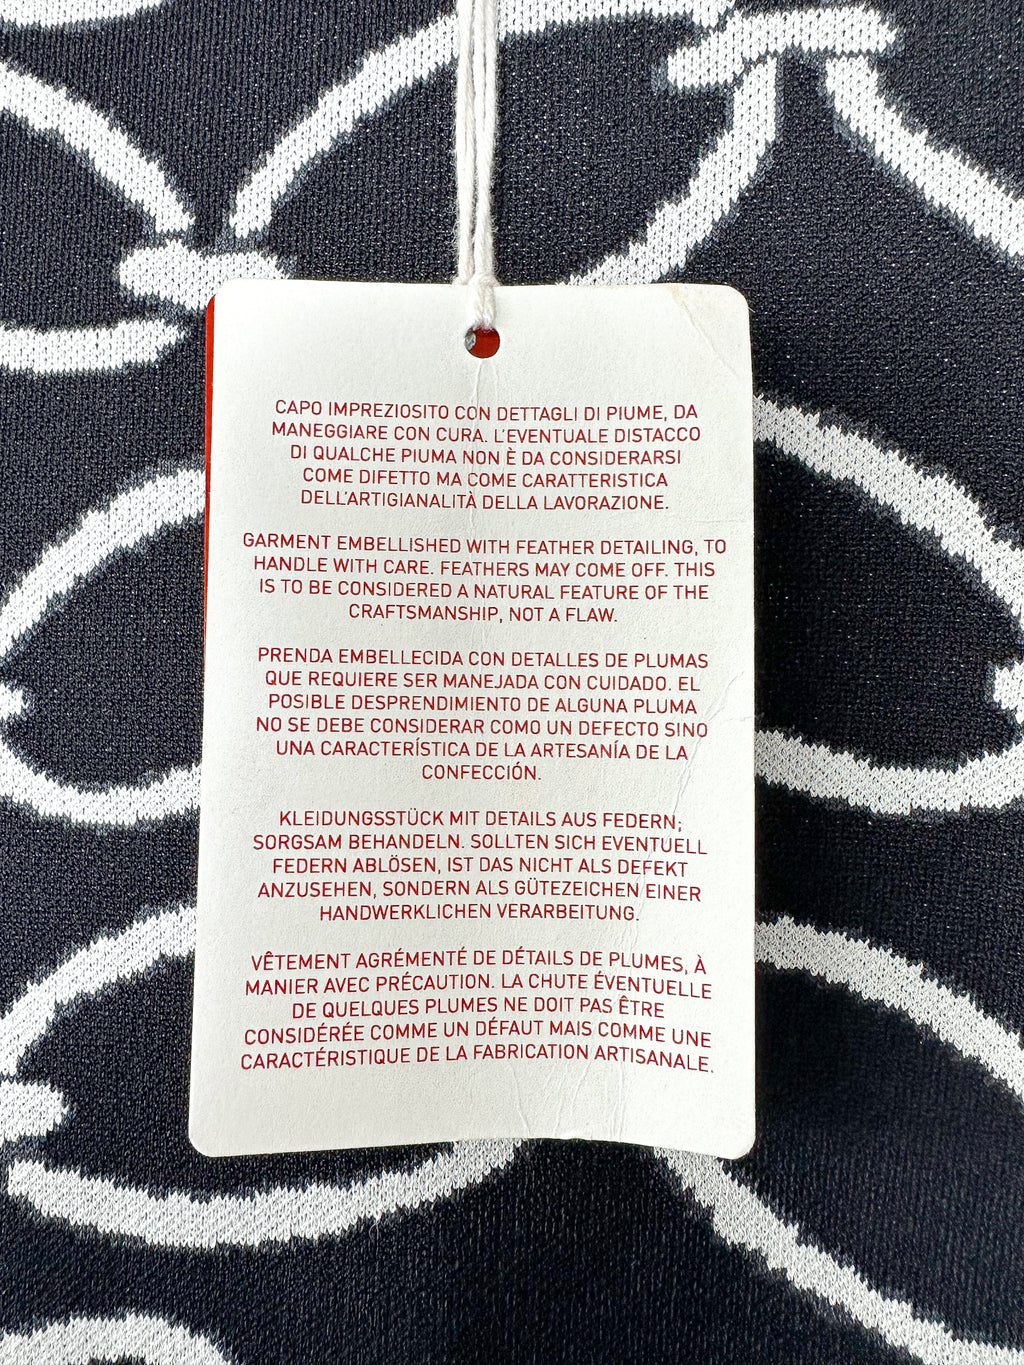 CAPO IMPREZIOSITO CON DETTAGLI DI PIUME, DA
MANEGGIARE CON CURA. L'EVENTUALE DISTACCO
DI QUALCHE PIUMA NON È DA CONSIDERARSI
COME DIFETTO MA COME CARATTERISTICA
DELL'ARTIGIANALITÀ DELLA LAVORAZIONE.
GARMENT EMBELLISHED WITH FEATHER DETAILING, TO
HANDLE WITH CARE. FEATHERS MAY COME OFF. THIS
IS TO BE CONSIDERED A NATURAL FEATURE OF THE
CRAFTSMANSHIP, NOT A FLAW.
PRENDA EMBELLECIDA CON DETALLES DE PLUMAS
QUE REQUIERE SER MANEJADA CON CUIDADO. EL
POSIBLE DESPRENDIMIENTO DE ALGUNA PLUMA
NO SE DEBE CONSIDERAR COMO UN DEFECTO SINO
UNA CARACTERÍSTICA DE LA ARTESANÍA DE LA
CONFECCIÓN.
KLEIDUNGSSTÜCK MIT DETAILS AUS FEDERN;
SORGSAM BEHANDELN. SOLLTEN SICH EVENTUELL
FEDERN ABLÖSEN, IST DAS NICHT ALS DEFEKT
ANZUSEHEN, SONDERN ALS GÜTEZEICHEN EINER
HANDWERKLICHEN VERARBEITUNG.
VÊTEMENT AGRÉMENTÉ DE DÉTAILS DE PLUMES, À
MANIER AVEC PRÉCAUTION. LA CHUTE ÉVENTUELLE
DE QUELQUES PLUMES NE DOIT PAS ÊTRE
CONSIDÉRÉE COMME UN DÉFAUT MAIS COMME UNE
CARACTÉRISTIQUE DE LA FABRICATION ARTISANALE.